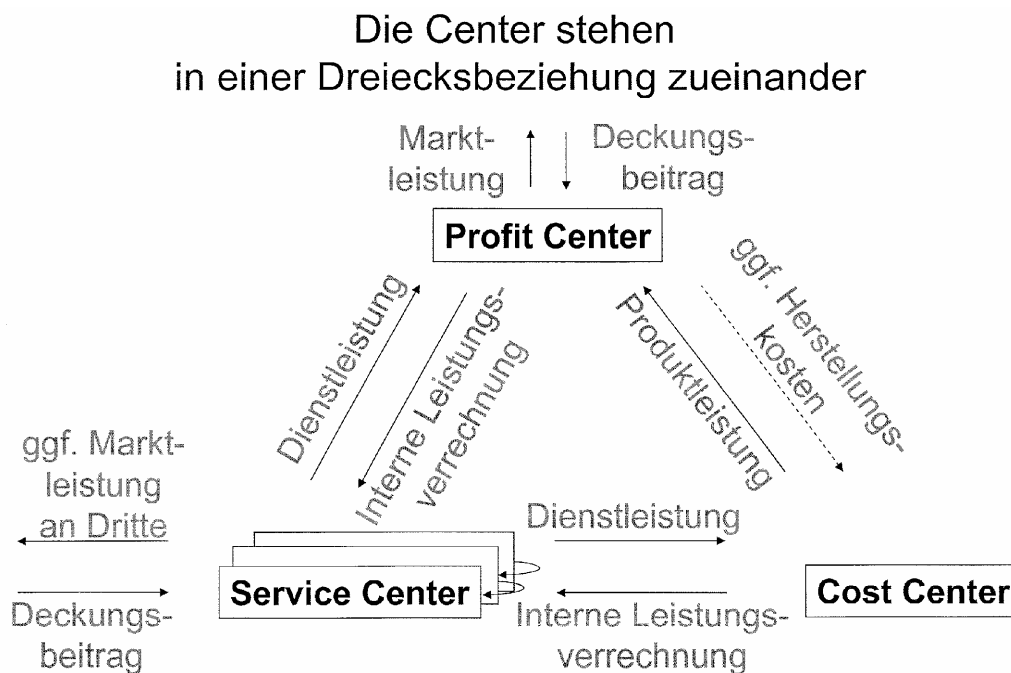 Die Center stehen
in einer Dreiecksbeziehung zueinander
Markt-
leistung
Deckungs-
beitrag
Profit Center
Dienstleistung
Interne Leistungs-
verrechnung
Produktleistung
ggf. Herstellungs-
kosten
ggf. Markt-
leistung
an Dritte
Deckungs-
beitrag
Service Center
Dienstleistung
Interne Leistungs-
verrechnung
Cost Center